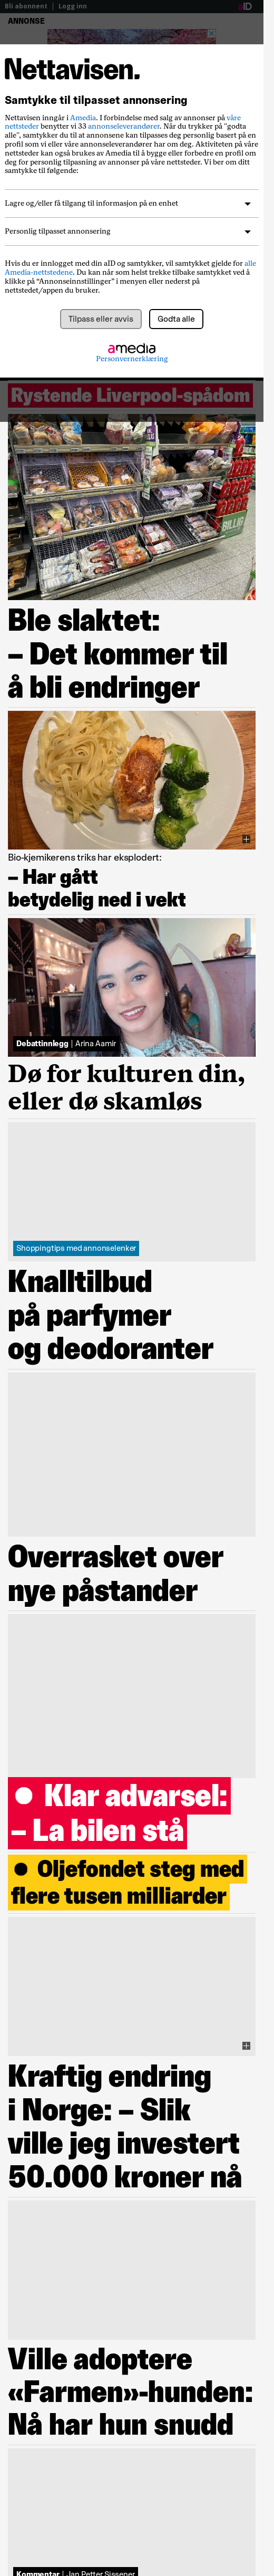 Bli abonnent | Logg inn
aID
ANNONSE
Nettavisen.
Samtykke til tilpasset annonsering
Nettavisen inngår i Amedia. I forbindelse med salg av annonser på våre
nettsteder benytter vi 33 annonseleverandører. Når du trykker på "godta
alle", samtykker du til at annonsene kan tilpasses deg personlig basert på en
profil som vi eller våre annonseleverandører har om deg. Aktiviteten på våre
nettsteder kan også brukes av Amedia til å bygge eller forbedre en profil om
deg for personlig tilpasning av annonser på våre nettsteder. Vi ber om ditt
samtykke til følgende:
Lagre og/eller få tilgang til informasjon på en enhet
Personlig tilpasset annonsering
Hvis du er innlogget med din aID og samtykker, vil samtykket gjelde for alle
Amedia-nettstedene. Du kan når som helst trekke tilbake samtykket ved å
klikke på “Annonseinnstillinger” i menyen eller nederst på
nettstedet/appen du bruker.
Tilpass eller avvis
Godta alle
amedia
Personvernerklæring
Rystende Liverpool-spådom
BILLIG
Ble slaktet:
– Det kommer til
å bli endringer
Bio-kjemikerens triks har eksplodert:
– Har gått
betydelig ned i vekt
Debattinnlegg | Arina Aamir
Dø for kulturen din,
eller dø skamløs
Shoppingtips med annonselenker
Knalltilbud
på parfymer
og deodoranter
Overrasket over
nye påstander
Klar advarsel:
– La bilen stå
Oljefondet steg med
flere tusen milliarder
Kraftig endring
i Norge: – Slik
ville jeg investert
50.000 kroner nå
Ville adoptere
«Farmen»-hunden:
Nå har hun snudd
Kommentar | Jan Petter Sissener